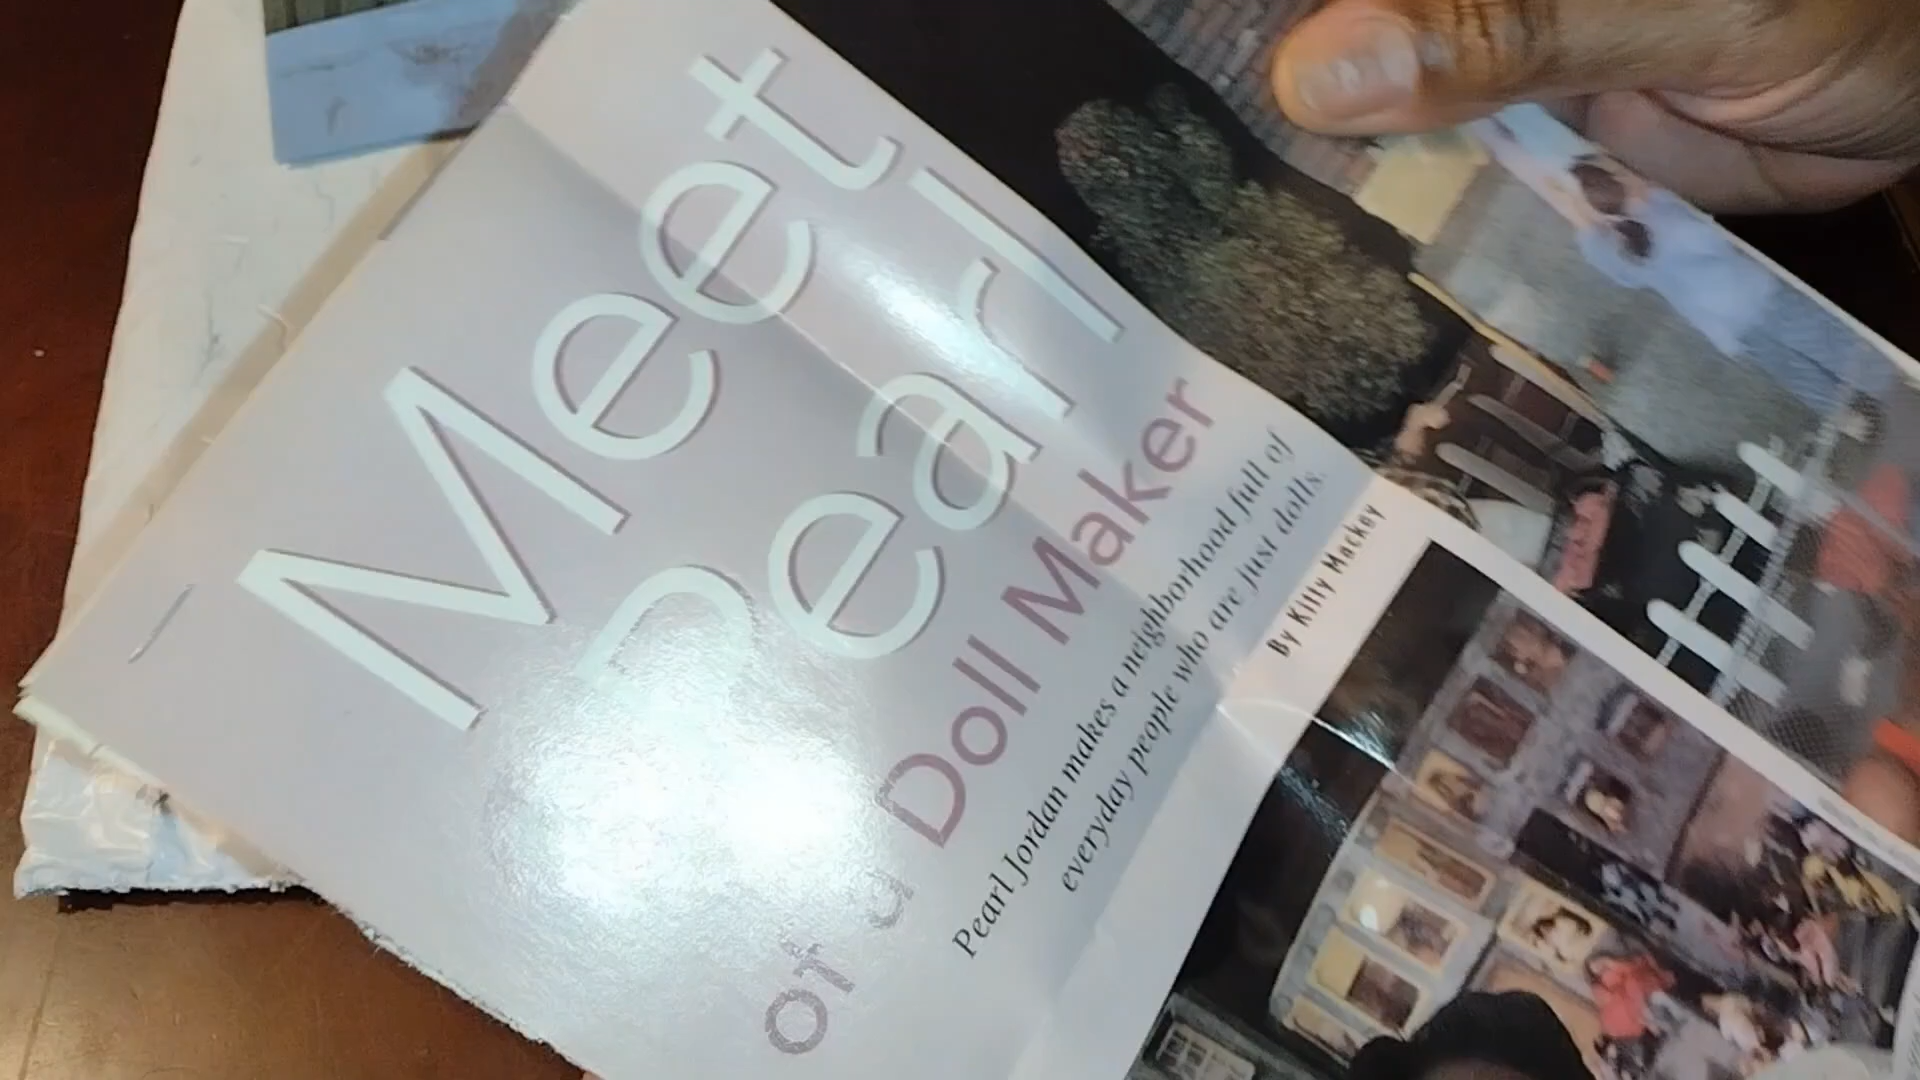 Meet
Pearl
of a Doll Maker
Pearl Jordan makes a neighborhood full of
everyday people who are just dolls.
By Kitty Mackey